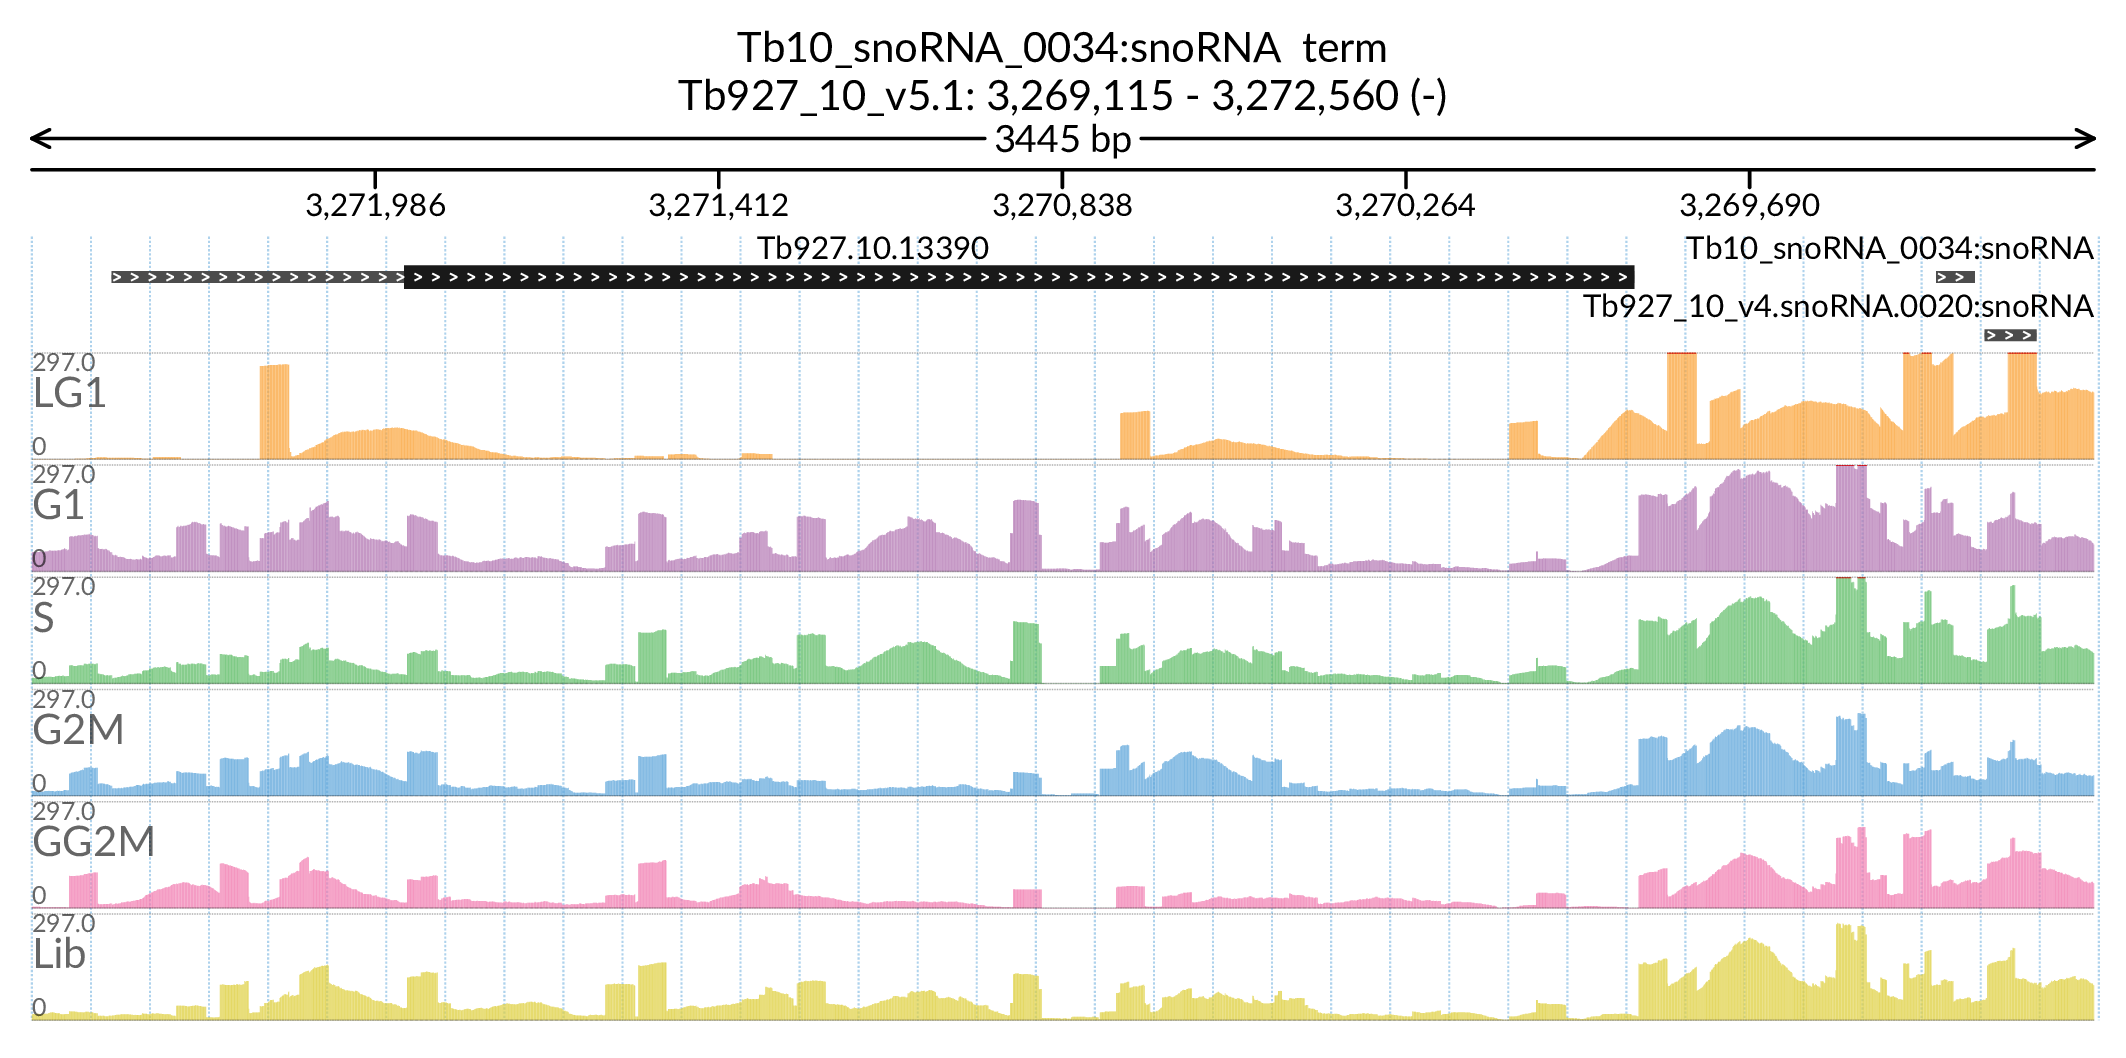 Tb10_snoRNA_0034:snoRNA term
Tb927_10_v5.1: 3,269,115 - 3,272,560 (-)
3445 bp
3,271,986 3,271,412 3,270,838 3,270,264 3,269,690
Tb927.10.13390 Tb10_snoRNA_0034:snoRNA
Tb927_10_v4.snoRNA.0020:snoRNA
297.0
LG1
0
297.0
G1
0
297.0
S
0
297.0
G2M
0
297.0
GG2M
0
297.0
Lib
0